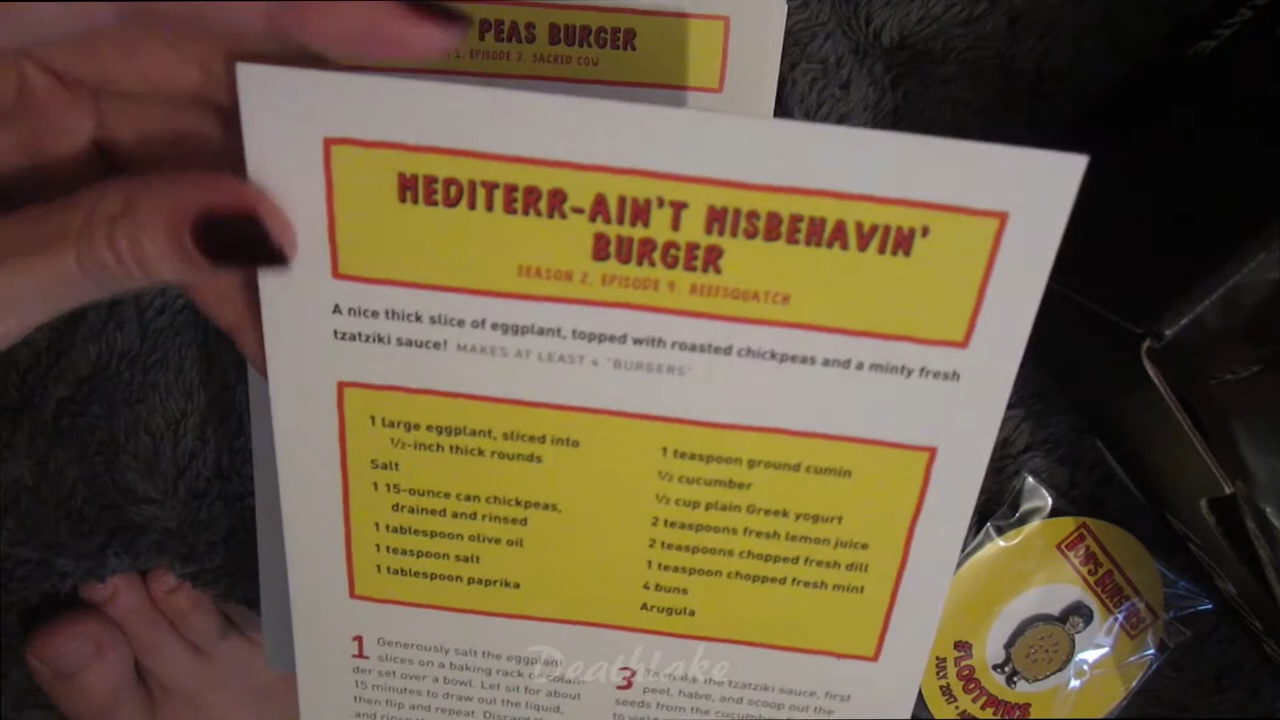 PEAS BURGER
EPISODE 3: SACRED COW
MEDITERR-AIN'T MISBEHAVIN'
BURGER
SEASON 2, EPISODE 9: BEEFSQUATCH
A nice thick slice of eggplant, topped with roasted chickpeas and a minty fresh
tzatziki sauce! MAKES AT LEAST 4 "BURGERS"
1 large eggplant, sliced into
½-inch thick rounds
Salt
1 15-ounce can chickpeas,
drained and rinsed
1 tablespoon olive oil
1 teaspoon salt
1 tablespoon paprika
1 teaspoon ground cumin
½ cucumber
½ cup plain Greek yogurt
2 teaspoons fresh lemon juice
2 teaspoons chopped fresh dill
1 teaspoon chopped fresh mint
4 buns
Arugula
1 Generously salt the eggplant
slices on a baking rack or colan-
der set over a bowl. Let sit for about
15 minutes to draw out the liquid,
then flip and repeat. Discard
and rinse
3 the tzatziki sauce, first
peel, halve, and scoop out the
seeds from the cucumber
Deathlake
BOB'S BURGERS
#LOOTPINS
JULY 2017